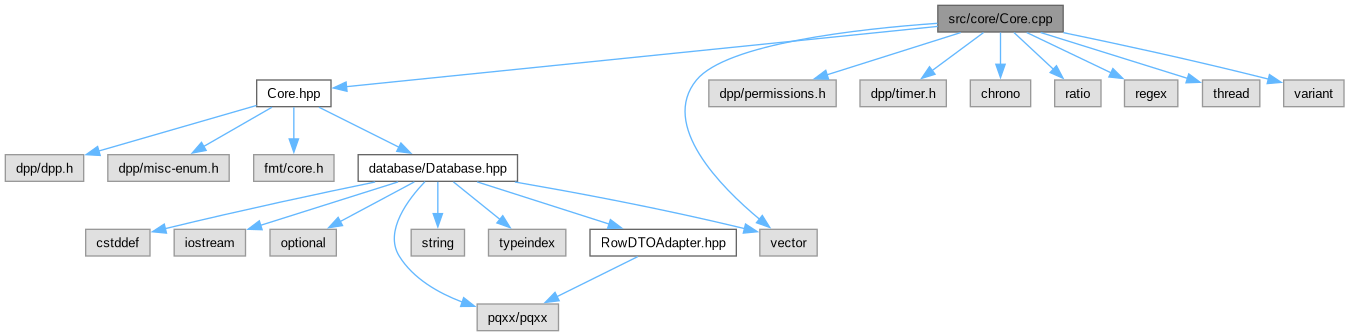 src/core/Core.cpp
Core.hpp
dpp/permissions.h
dpp/timer.h
chrono
ratio
regex
thread
variant
dpp/dpp.h
dpp/misc-enum.h
fmt/core.h
database/Database.hpp
cstddef
iostream
optional
string
typeindex
RowDTOAdapter.hpp
vector
pqxx/pqxx